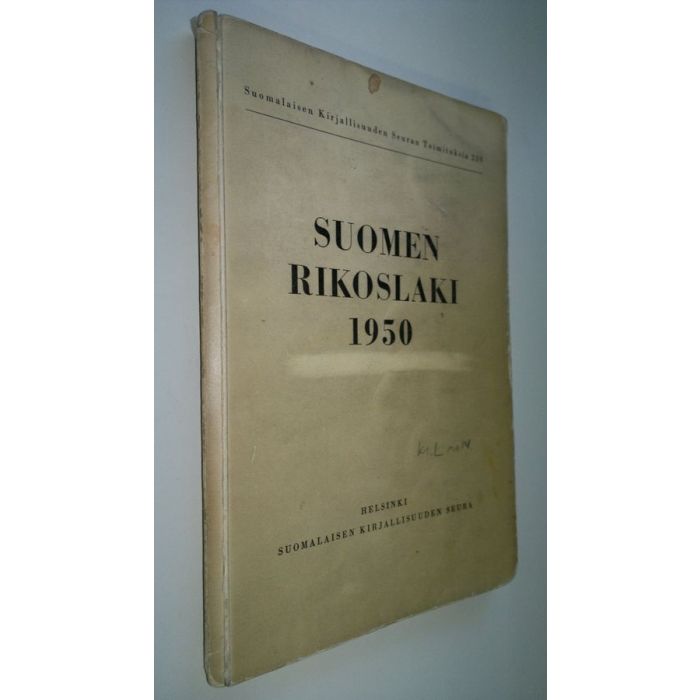 Suomalaisen Kirjallisuuden Seuran Toimituksia
SUOMEN
RIKOSLAKI
1950
HELSINKI
SUOMALAISEN KIRJALLISUUDEN SEURA